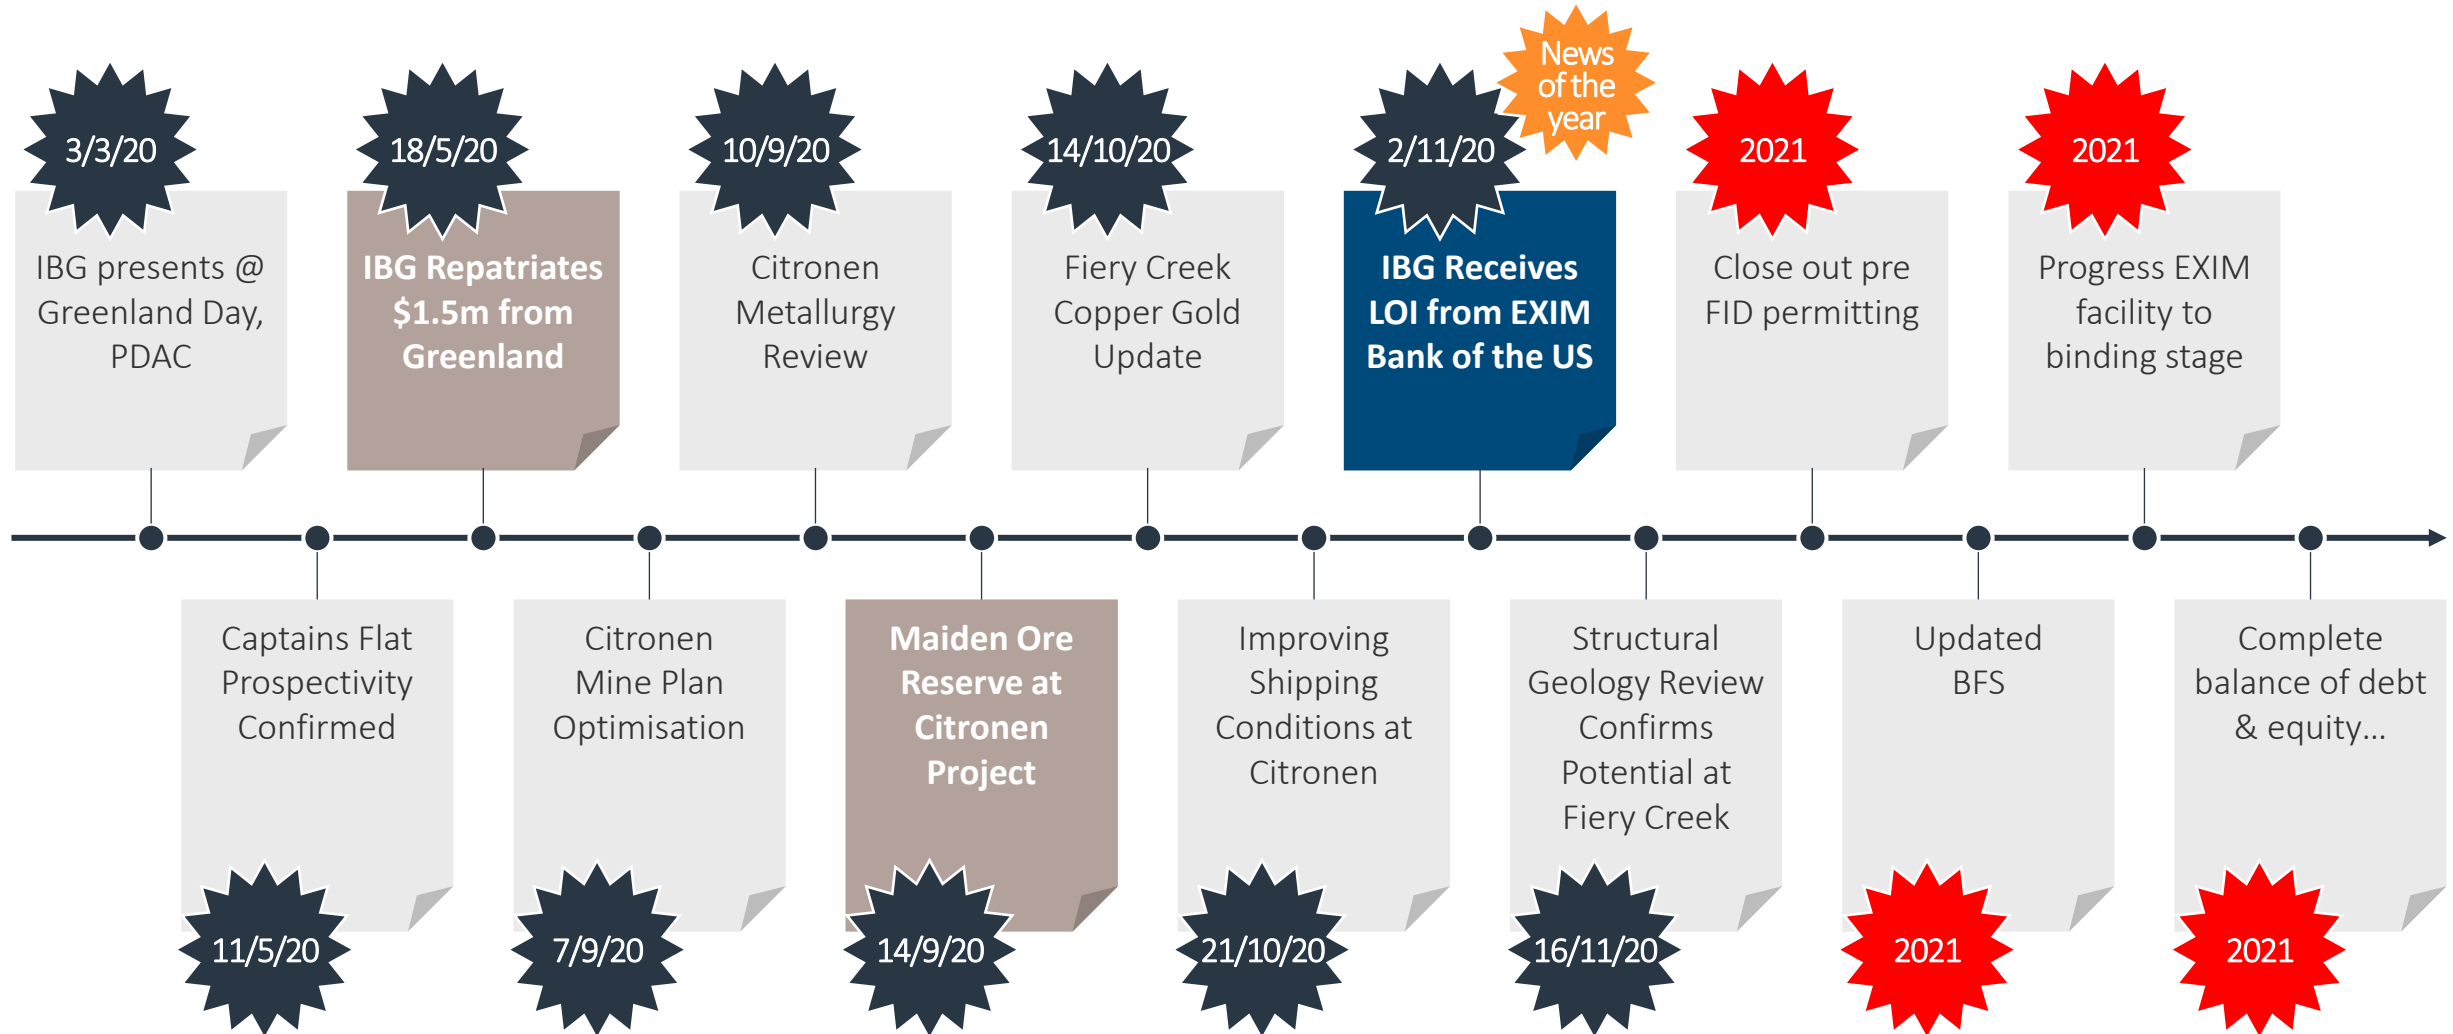 3/3/20
IBG presents @
Greenland Day,
PDAC
18/5/20
IBG Repatriates
$1.5m from
Greenland
10/9/20
Citronen
Metallurgy
Review
14/10/20
Fiery Creek
Copper Gold
Update
News
of the
year
2/11/20
IBG Receives
LOI from EXIM
Bank of the US
2021
Close out pre
FID permitting
2021
Progress EXIM
facility to
binding stage
Captains Flat
Prospectivity
Confirmed
11/5/20
Citronen
Mine Plan
Optimisation
7/9/20
Maiden Ore
Reserve at
Citronen
Project
14/9/20
Improving
Shipping
Conditions at
Citronen
21/10/20
Structural
Geology Review
Confirms
Potential at
Fiery Creek
16/11/20
Updated
BFS
2021
Complete
balance of debt
& equity...
2021